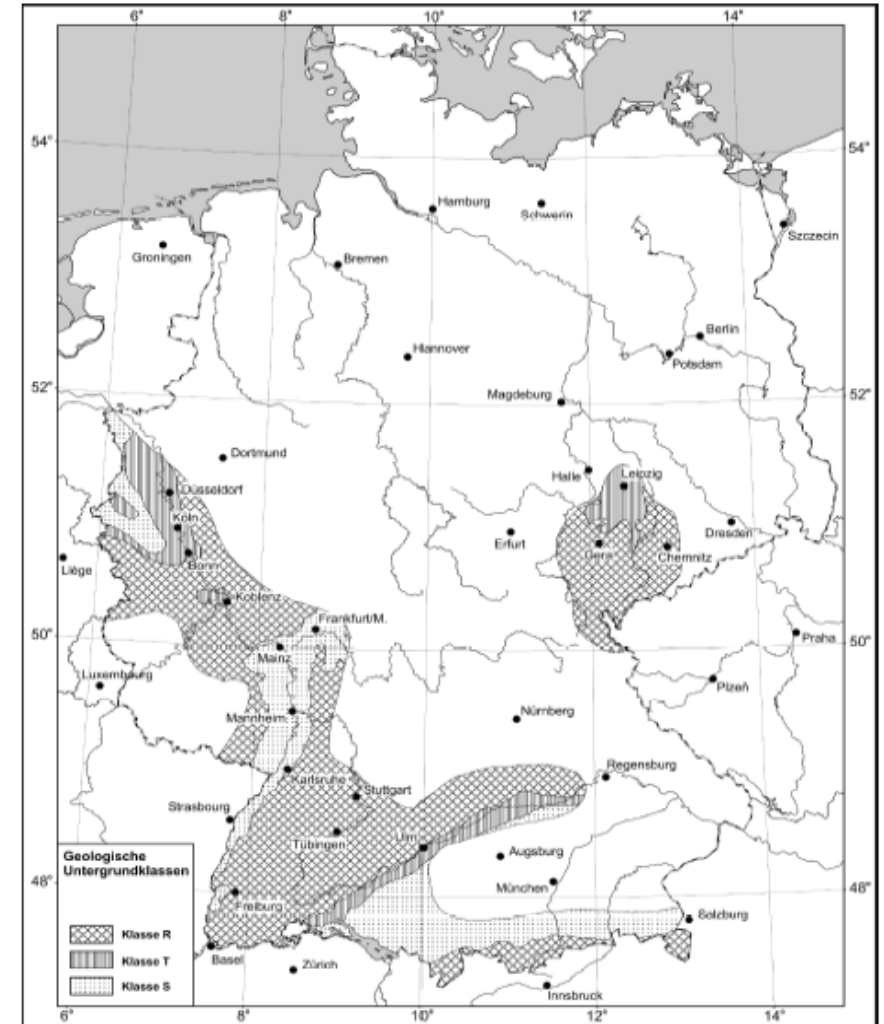 6° 8° 10° 12° 14°
54° 54°
Hamburg
Schwerin
Szczecin
Groningen
Bremen
Berlin
Hannover
Potsdam
52° 52°
Magdeburg
Dortmund
Halle
Leipzig
Düsseldorf
Köln
Dresden
Erfurt
Gera
Chemnitz
Liège
Bonn
Koblenz
Frankfurt/M.
50° 50°
Praha
Mainz
Luxembourg
Plzeň
Mannheim
Nürnberg
Regensburg
Karlsruhe
Stuttgart
Strasbourg
Tübingen
Ulm
Augsburg
Geologische
Untergrundklassen
München
48° 48°
Freiburg
Salzburg
Klasse R
Basel
Zürich
Klasse T
Klasse S
Innsbruck
6° 8° 10° 12° 14°